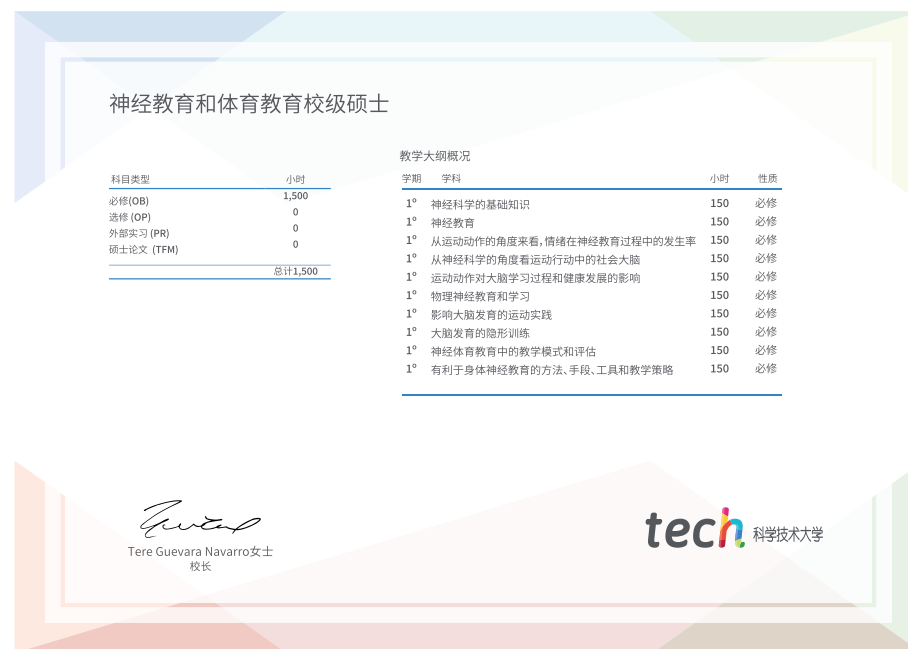 神经教育和体育教育校级硕士
科目类型 小时
必修(OB) 1,500
选修 (OP) 0
外部实习 (PR) 0
硕士论文 (TFM) 0
总计1,500
教学大纲概况
学期 学科 小时 性质
1º 神经科学的基础知识 150 必修
1º 神经教育 150 必修
1º 从运动动作的角度来看，情绪在神经教育过程中的发生率 150 必修
1º 从神经科学的角度看运动行动中的社会大脑 150 必修
1º 运动动作对大脑学习过程和健康发展的影响 150 必修
1º 物理神经教育和学习 150 必修
1º 影响大脑发育的运动实践 150 必修
1º 大脑发育的隐形训练 150 必修
1º 神经体育教育中的教学模式和评估 150 必修
1º 有利于身体神经教育的方法、手段、工具和教学策略 150 必修
Tere Guevara Navarro女士
校长
tech 科学技术大学